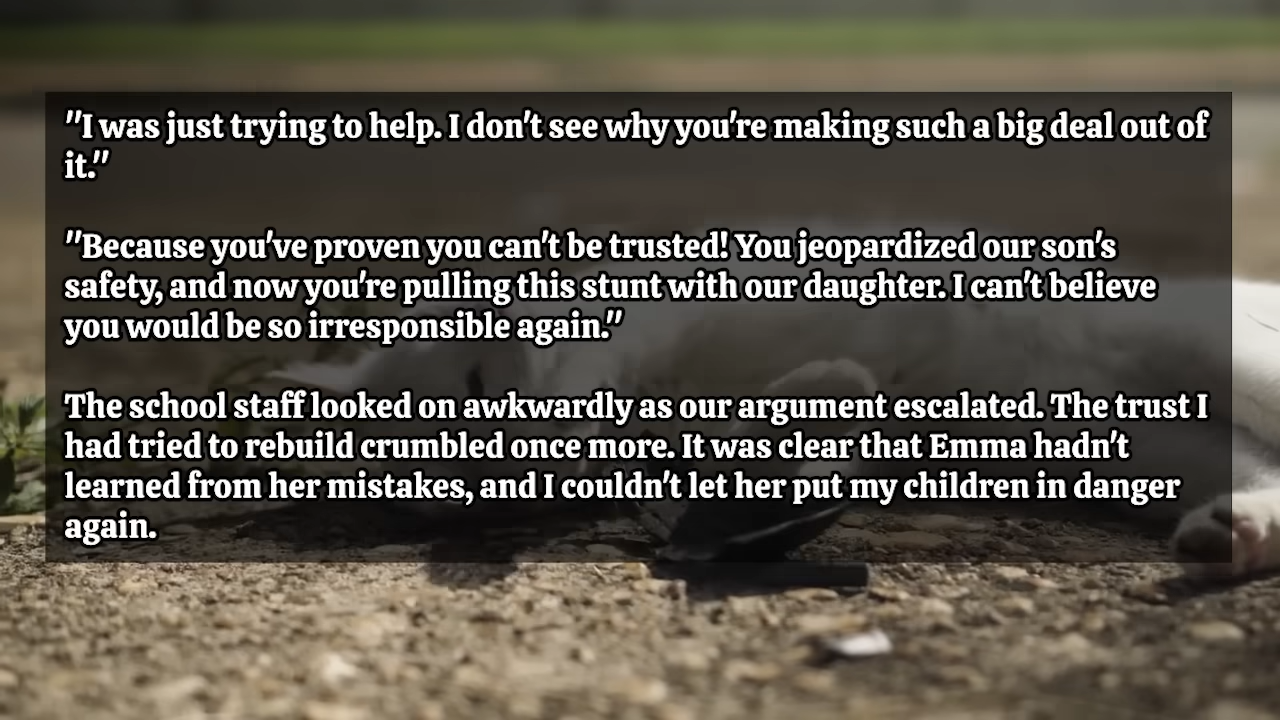 "I was just trying to help. I don't see why you're making such a big deal out of
it."
"Because you've proven you can't be trusted! You jeopardized our son's
safety, and now you're pulling this stunt with our daughter. I can't believe
you would be so irresponsible again."
The school staff looked on awkwardly as our argument escalated. The trust I
had tried to rebuild crumbled once more. It was clear that Emma hadn't
learned from her mistakes, and I couldn't let her put my children in danger
again.